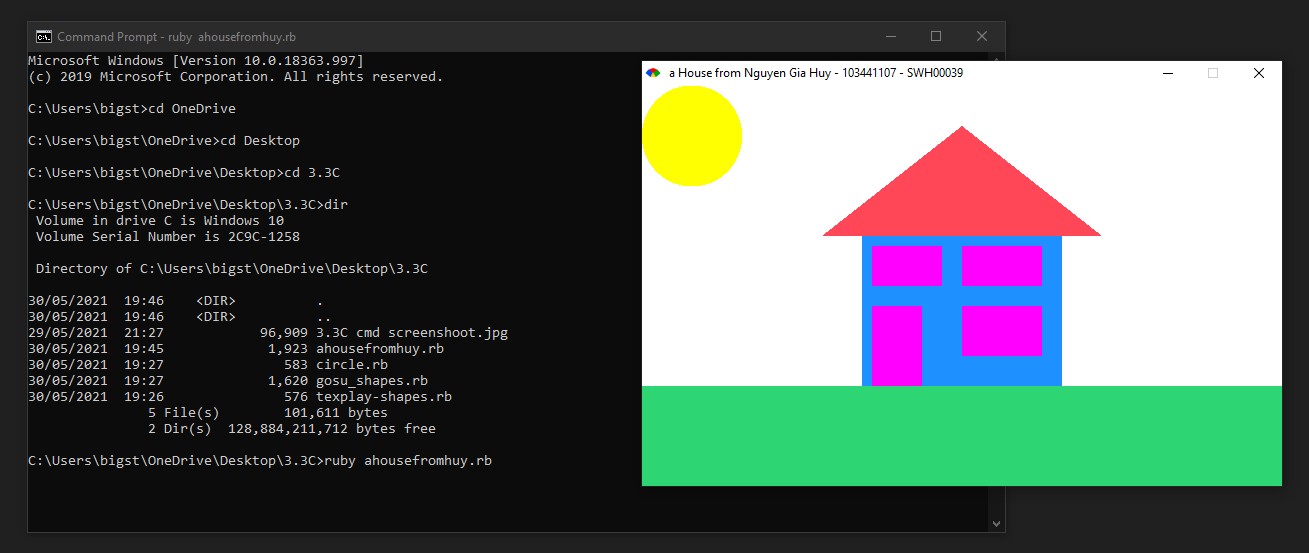 Command Prompt - ruby  ahousefromhuy.rb
Microsoft Windows [Version 10.0.18363.997]
(c) 2019 Microsoft Corporation. All rights reserved.
C:\Users\bigst>cd OneDrive
C:\Users\bigst\OneDrive>cd Desktop
C:\Users\bigst\OneDrive\Desktop>cd 3.3C
C:\Users\bigst\OneDrive\Desktop\3.3C>dir
 Volume in drive C is Windows 10
 Volume Serial Number is 2C9C-1258
 Directory of C:\Users\bigst\OneDrive\Desktop\3.3C
30/05/2021  19:46    <DIR>          .
30/05/2021  19:46    <DIR>          ..
29/05/2021  21:27            96,909 3.3C cmd screenshoot.jpg
30/05/2021  19:45             1,923 ahousefromhuy.rb
30/05/2021  19:27               583 circle.rb
30/05/2021  19:27             1,620 gosu_shapes.rb
30/05/2021  19:26               576 texplay-shapes.rb
               5 File(s)        101,611 bytes
               2 Dir(s)  128,884,211,712 bytes free
C:\Users\bigst\OneDrive\Desktop\3.3C>ruby ahousefromhuy.rb
a House from Nguyen Gia Huy - 103441107 - SWH00039